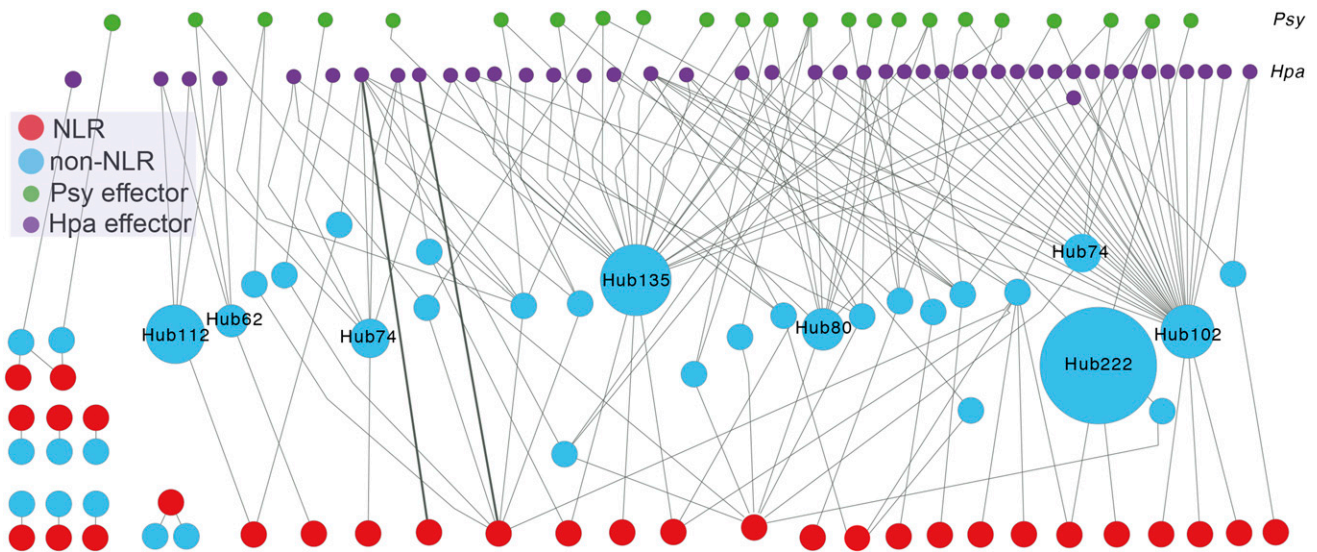 Psy
Hpa
NLR
non-NLR
Psy effector
Hpa effector
Hub112
Hub62
Hub74
Hub135
Hub80
Hub74
Hub222
Hub102